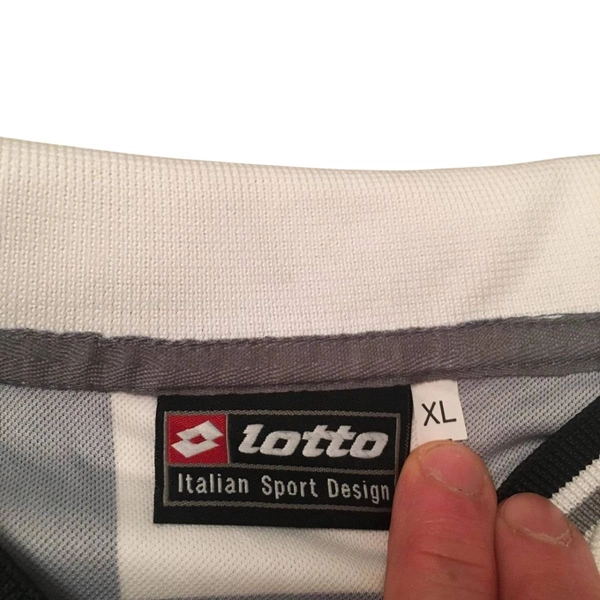 lotto
Italian Sport Design
XL